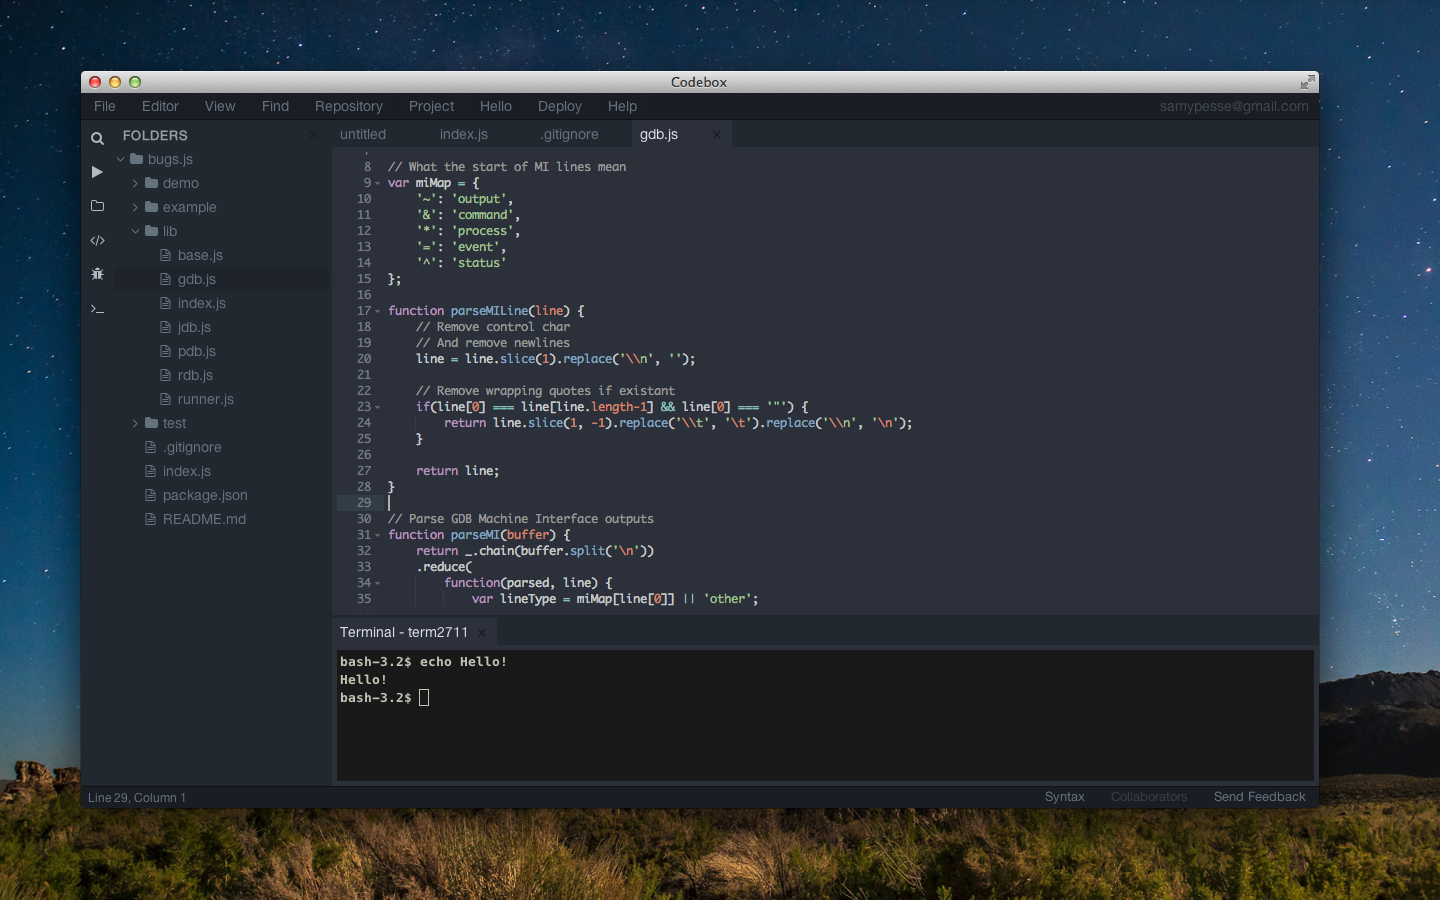 Codebox
File Editor View Find Repository Project Hello Deploy Help samypesse@gmail.com
FOLDERS
bugs.js
demo
example
lib
base.js
gdb.js
index.js
jdb.js
pdb.js
rdb.js
runner.js
test
.gitignore
index.js
package.json
README.md
untitled index.js .gitignore gdb.js
8 // What the start of MI lines mean
9 var miMap = {
10 '~': 'output',
11 '&': 'command',
12 '*': 'process',
13 '=': 'event',
14 '^': 'status'
15 };
16
17 function parseMILine(line) {
18 // Remove control char
19 // And remove newlines
20 line = line.slice(1).replace('\\n', '');
21
22 // Remove wrapping quotes if existant
23 if(line[0] === line[line.length-1] && line[0] === '"') {
24 return line.slice(1, -1).replace('\\t', '\t').replace('\\n', '\n');
25 }
26
27 return line;
28 }
29
30 // Parse GDB Machine Interface outputs
31 function parseMI(buffer) {
32 return _.chain(buffer.split('\n'))
33 .reduce(
34 function(parsed, line) {
35 var lineType = miMap[line[0]] || 'other';
Terminal - term2711
bash-3.2$ echo Hello!
Hello!
bash-3.2$
Line 29, Column 1 Syntax Collaborators Send Feedback